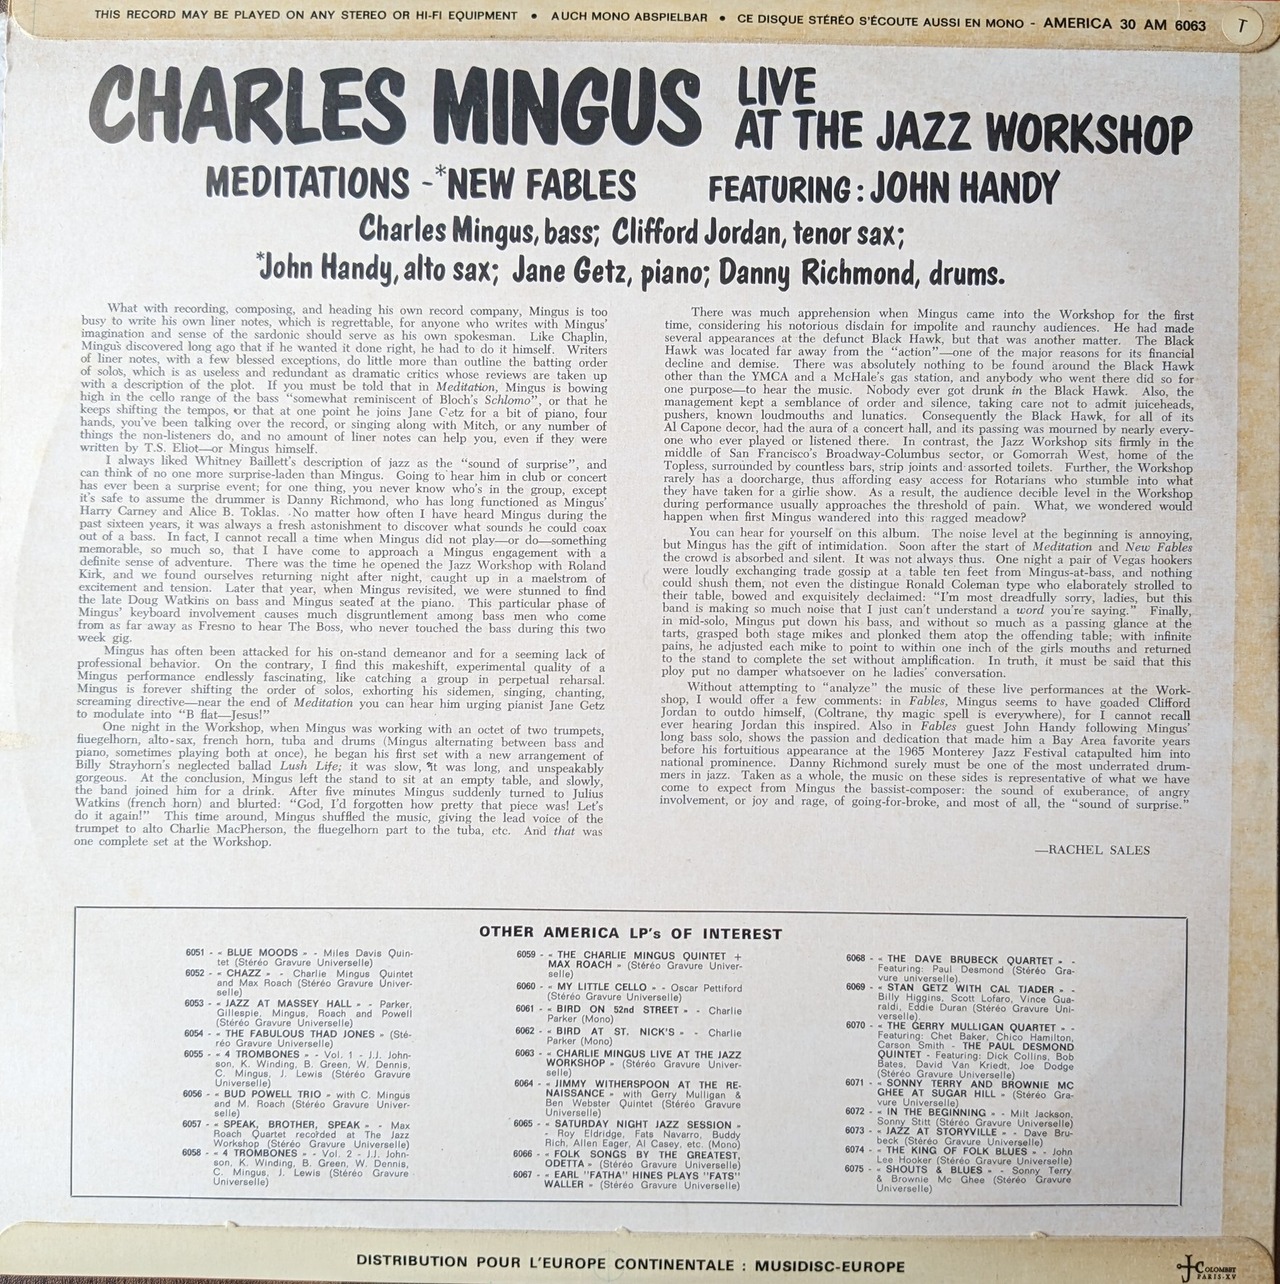 THIS RECORD MAY BE PLAYED ON ANY STEREO OR HI-FI EQUIPMENT • AUCH MONO ABSPIELBAR • CE DISQUE STÉRÉO S'ÉCOUTE AUSSI EN MONO - AMERICA 30 AM 6063 T
CHARLES MINGUS LIVE
AT THE JAZZ WORKSHOP
MEDITATIONS -*NEW FABLES FEATURING: JOHN HANDY
Charles Mingus, bass; Clifford Jordan, tenor sax;
*John Handy, alto sax; Jane Getz, piano; Danny Richmond, drums.
What with recording, composing, and heading his own record company, Mingus is too
busy to write his own liner notes, which is regrettable, for anyone who writes with Mingus'
imagination and sense of the sardonic should serve as his own spokesman. Like Chaplin,
Mingus discovered long ago that if he wanted it done right, he had to do it himself. Writers
of liner notes, with a few blessed exceptions, do little more than outline the batting order
of solos, which is as useless and redundant as dramatic critics whose reviews are taken up
with a description of the plot. If you must be told that in Meditation, Mingus is bowing
high in the cello range of the bass "somewhat reminiscent of Bloch's Schlomo", or that he
keeps shifting the tempos, or that at one point he joins Jane Getz for a bit of piano, four
hands, you've been talking over the record, or singing along with Mitch, or any number of
things the non-listeners do, and no amount of liner notes can help you, even if they were
written by T.S. Eliot—or Mingus himself.
I always liked Whitney Baillett's description of jazz as the "sound of surprise", and
can think of no one more surprise-laden than Mingus. Going to hear him in club or concert
has ever been a surprise event; for one thing, you never know who's in the group, except
it's safe to assume the drummer is Danny Richmond, who has long functioned as Mingus'
Harry Carney and Alice B. Toklas. No matter how often I have heard Mingus during the
past sixteen years, it was always a fresh astonishment to discover what sounds he could coax
out of a bass. In fact, I cannot recall a time when Mingus did not play—or do—something
memorable, so much so, that I have come to approach a Mingus engagement with a
definite sense of adventure. There was the time he opened the Jazz Workshop with Roland
Kirk, and we found ourselves returning night after night, caught up in a maelstrom of
excitement and tension. Later that year, when Mingus revisited, we were stunned to find
the late Doug Watkins on bass and Mingus seated at the piano. This particular phase of
Mingus' keyboard involvement causes much disgruntlement among bass men who come
from as far away as Fresno to hear The Boss, who never touched the bass during this two
week gig.
Mingus has often been attacked for his on-stand demeanor and for a seeming lack of
professional behavior. On the contrary, I find this makeshift, experimental quality of a
Mingus performance endlessly fascinating, like catching a group in perpetual reharsal.
Mingus is forever shifting the order of solos, exhorting his sidemen, singing, chanting,
screaming directive—near the end of Meditation you can hear him urging pianist Jane Getz
to modulate into "B flat—Jesus!"
One night in the Workshop, when Mingus was working with an octet of two trumpets,
fluegelhorn, alto-sax, french horn, tuba and drums (Mingus alternating between bass and
piano, sometimes playing both at once), he began his first set with a new arrangement of
Billy Strayhorn's neglected ballad Lush Life; it was slow, it was long, and unspeakably
gorgeous. At the conclusion, Mingus left the stand to sit at an empty table, and slowly,
the band joined him for a drink. After five minutes Mingus suddenly turned to Julius
Watkins (french horn) and blurted: "God, I'd forgotten how pretty that piece was! Let's
do it again!" This time around, Mingus shuffled the music, giving the lead voice of the
trumpet to alto Charlie MacPherson, the fluegelhorn part to the tuba, etc. And that was
one complete set at the Workshop.
There was much apprehension when Mingus came into the Workshop for the first
time, considering his notorious disdain for impolite and raunchy audiences. He had made
several appearances at the defunct Black Hawk, but that was another matter. The Black
Hawk was located far away from the "action"—one of the major reasons for its financial
decline and demise. There was absolutely nothing to be found around the Black Hawk
other than the YMCA and a McHale's gas station, and anybody who went there did so for
one purpose—to hear the music. Nobody ever got drunk in the Black Hawk. Also, the
management kept a semblance of order and silence, taking care not to admit juiceheads,
pushers, known loudmouths and lunatics. Consequently the Black Hawk, for all of its
Al Capone decor, had the aura of a concert hall, and its passing was mourned by nearly every-
one who ever played or listened there. In contrast, the Jazz Workshop sits firmly in the
middle of San Francisco's Broadway-Columbus sector, or Gomorrah West, home of the
Topless, surrounded by countless bars, strip joints and assorted toilets. Further, the Workshop
rarely has a doorcharge, thus affording easy access for Rotarians who stumble into what
they have taken for a girlie show. As a result, the audience decible level in the Workshop
during performance usually approaches the threshold of pain. What, we wondered would
happen when first Mingus wandered into this ragged meadow?
You can hear for yourself on this album. The noise level at the beginning is annoying,
but Mingus has the gift of intimidation. Soon after the start of Meditation and New Fables
the crowd is absorbed and silent. It was not always thus. One night a pair of Vegas hookers
were loudly exchanging trade gossip at a table ten feet from Mingus-at-bass, and nothing
could shush them, not even the distingue Ronald Coleman type who elaborately strolled to
their table, bowed and exquisitely declaimed: "I'm most dreadfully sorry, ladies, but this
band is making so much noise that I just can't understand a word you're saying." Finally,
in mid-solo, Mingus put down his bass, and without so much as a passing glance at the
tarts, grasped both stage mikes and plonked them atop the offending table; with infinite
pains, he adjusted each mike to point to within one inch of the girls mouths and returned
to the stand to complete the set without amplification. In truth, it must be said that this
ploy put no damper whatsoever on he ladies' conversation.
Without attempting to "analyze" the music of these live performances at the Work-
shop, I would offer a few comments: in Fables, Mingus seems to have goaded Clifford
Jordan to outdo himself, (Coltrane, thy magic spell is everywhere), for I cannot recall
ever hearing Jordan this inspired. Also in Fables guest John Handy following Mingus'
long bass solo, shows the passion and dedication that made him a Bay Area favorite years
before his fortuitious appearance at the 1965 Monterey Jazz Festival catapulted him into
national prominence. Danny Richmond surely must be one of the most underrated drum-
mers in jazz. Taken as a whole, the music on these sides is representative of what we have
come to expect from Mingus the bassist-composer: the sound of exuberance, of angry
involvement, or joy and rage, of going-for-broke, and most of all, the "sound of surprise."
—RACHEL SALES
OTHER AMERICA LP's OF INTEREST
6051 - « BLUE MOODS » - Miles Davis Quin-
tet (Stéréo Gravure Universelle)
6052 - « CHAZZ » - Charlie Mingus Quintet
and Max Roach (Stéréo Gravure Univer-
selle)
6053 - « JAZZ AT MASSEY HALL » - Parker,
Gillespie, Mingus, Roach and Powell
(Stéréo Gravure Universelle)
6054 - « THE FABULOUS THAD JONES » (Sté-
réo Gravure Universelle)
6055 - « 4 TROMBONES » - Vol. 1 - J.J. John-
son, K. Winding, B. Green, W. Dennis,
C. Mingus, J. Lewis (Stéréo Gravure
Universelle)
6056 - « BUD POWELL TRIO » with C. Mingus
and M. Roach (Stéréo Gravure Univer-
selle)
6057 - « SPEAK, BROTHER, SPEAK » - Max
Roach Quartet recorded at The Jazz
Workshop (Stéréo Gravure Universelle)
6058 - « 4 TROMBONES » - Vol. 2 - J.J. John-
son, K. Winding, B. Green, W. Dennis,
C. Mingus, J. Lewis (Stéréo Gravure
Universelle)
6059 - « THE CHARLIE MINGUS QUINTET +
MAX ROACH » (Stéréo Gravure Univer-
selle)
6060 - « MY LITTLE CELLO » - Oscar Pettiford
(Stéréo Gravure Universelle)
6061 - « BIRD ON 52nd STREET » - Charlie
Parker (Mono)
6062 - « BIRD AT ST. NICK'S » - Charlie
Parker (Mono)
6063 - « CHARLIE MINGUS LIVE AT THE JAZZ
WORKSHOP » (Stéréo Gravure Univer-
selle)
6064 - « JIMMY WITHERSPOON AT THE RE-
NAISSANCE » with Gerry Mulligan &
Ben Webster Quintet (Stéréo Gravure
Universelle)
6065 - « SATURDAY NIGHT JAZZ SESSION »
- Roy Eldridge, Fats Navarro, Buddy
Rich, Allen Eager, Al Casey, etc. (Mono)
6066 - « FOLK SONGS BY THE GREATEST,
ODETTA » (Stéréo Gravure Universelle)
6067 - « EARL "FATHA" HINES PLAYS "FATS"
WALLER » (Stéréo Gravure Universelle)
6068 - « THE DAVE BRUBECK QUARTET » -
Featuring: Paul Desmond (Stéréo Gra-
vure universelle).
6069 - « STAN GETZ WITH CAL TJADER » -
Billy Higgins, Scott Lofaro, Vince Gua-
raldi, Eddie Duran (Stéréo Gravure Uni-
verselle).
6070 - « THE GERRY MULLIGAN QUARTET » -
Featuring: Chet Baker, Chico Hamilton,
Carson Smith - THE PAUL DESMOND
QUINTET - Featuring: Dick Collins, Bob
Bates, David Van Kriedt, Joe Dodge
(Stéréo Gravure Universelle)
6071 - « SONNY TERRY AND BROWNIE MC
GHEE AT SUGAR HILL » (Stéréo Gra-
vure Universelle)
6072 - « IN THE BEGINNING » - Milt Jackson,
Sonny Stitt (Stéréo Gravure Universelle)
6073 - « JAZZ AT STORYVILLE » - Dave Bru-
beck (Stéréo Gravure Universelle)
6074 - « THE KING OF FOLK BLUES » - John
Lee Hooker (Stéréo Gravure Universelle)
6075 - « SHOUTS & BLUES » - Sonny Terry
& Brownie Mc Ghee (Stéréo Gravure
Universelle)
DISTRIBUTION POUR L'EUROPE CONTINENTALE : MUSIDISC-EUROPE
COLOMBET
PARIS-XV